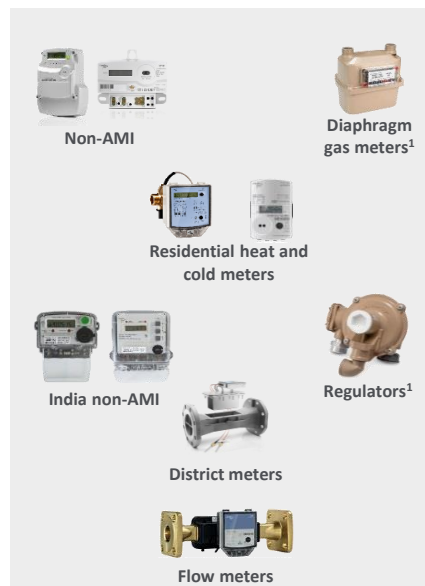 Non-AMI
Diaphragm
gas meters¹
Residential heat and
cold meters
India non-AMI
Regulators¹
District meters
Flow meters